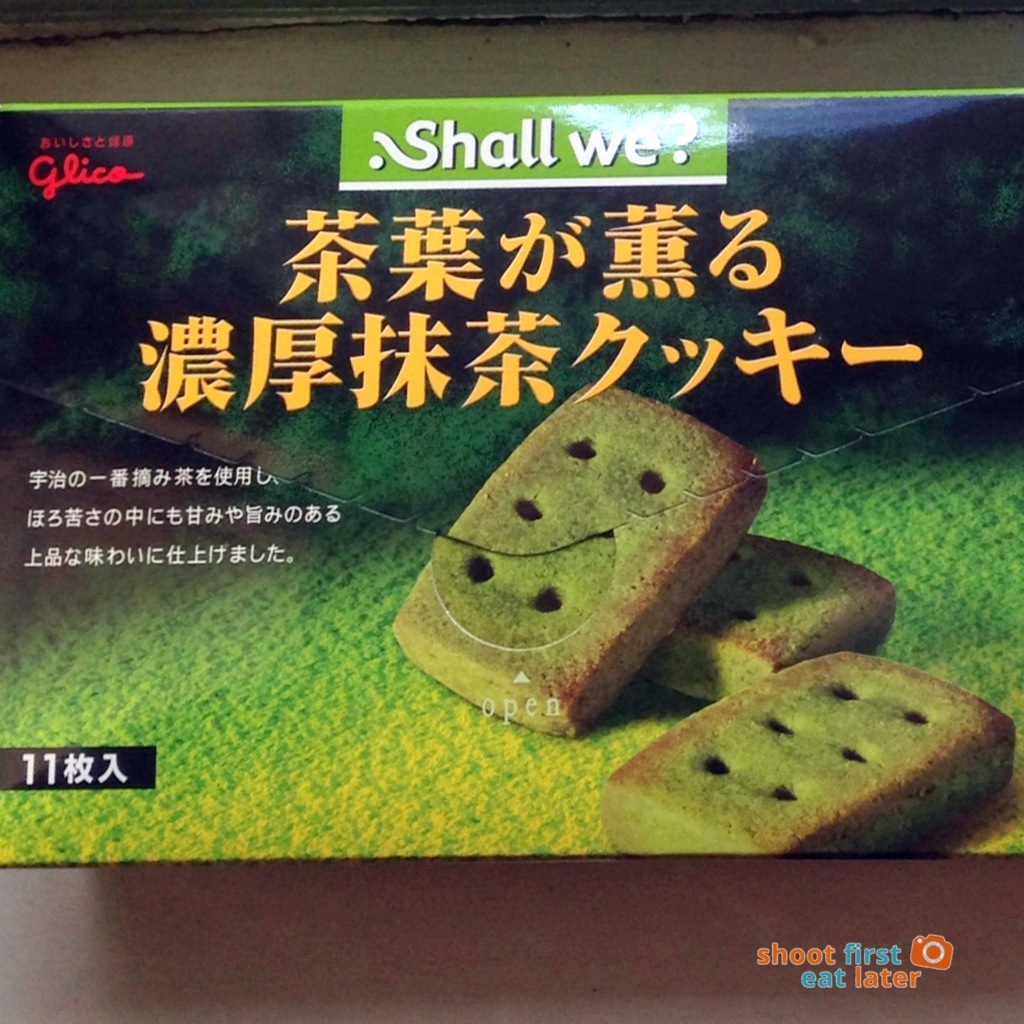 おいしさと健康
Glico
Shall we?
茶葉が薫る
濃厚抹茶クッキー
宇治の一番摘み茶を使用し、
ほろ苦さの中にも甘みや旨みのある
上品な味わいに仕上げました。
open
11枚入
shoot first
eat later